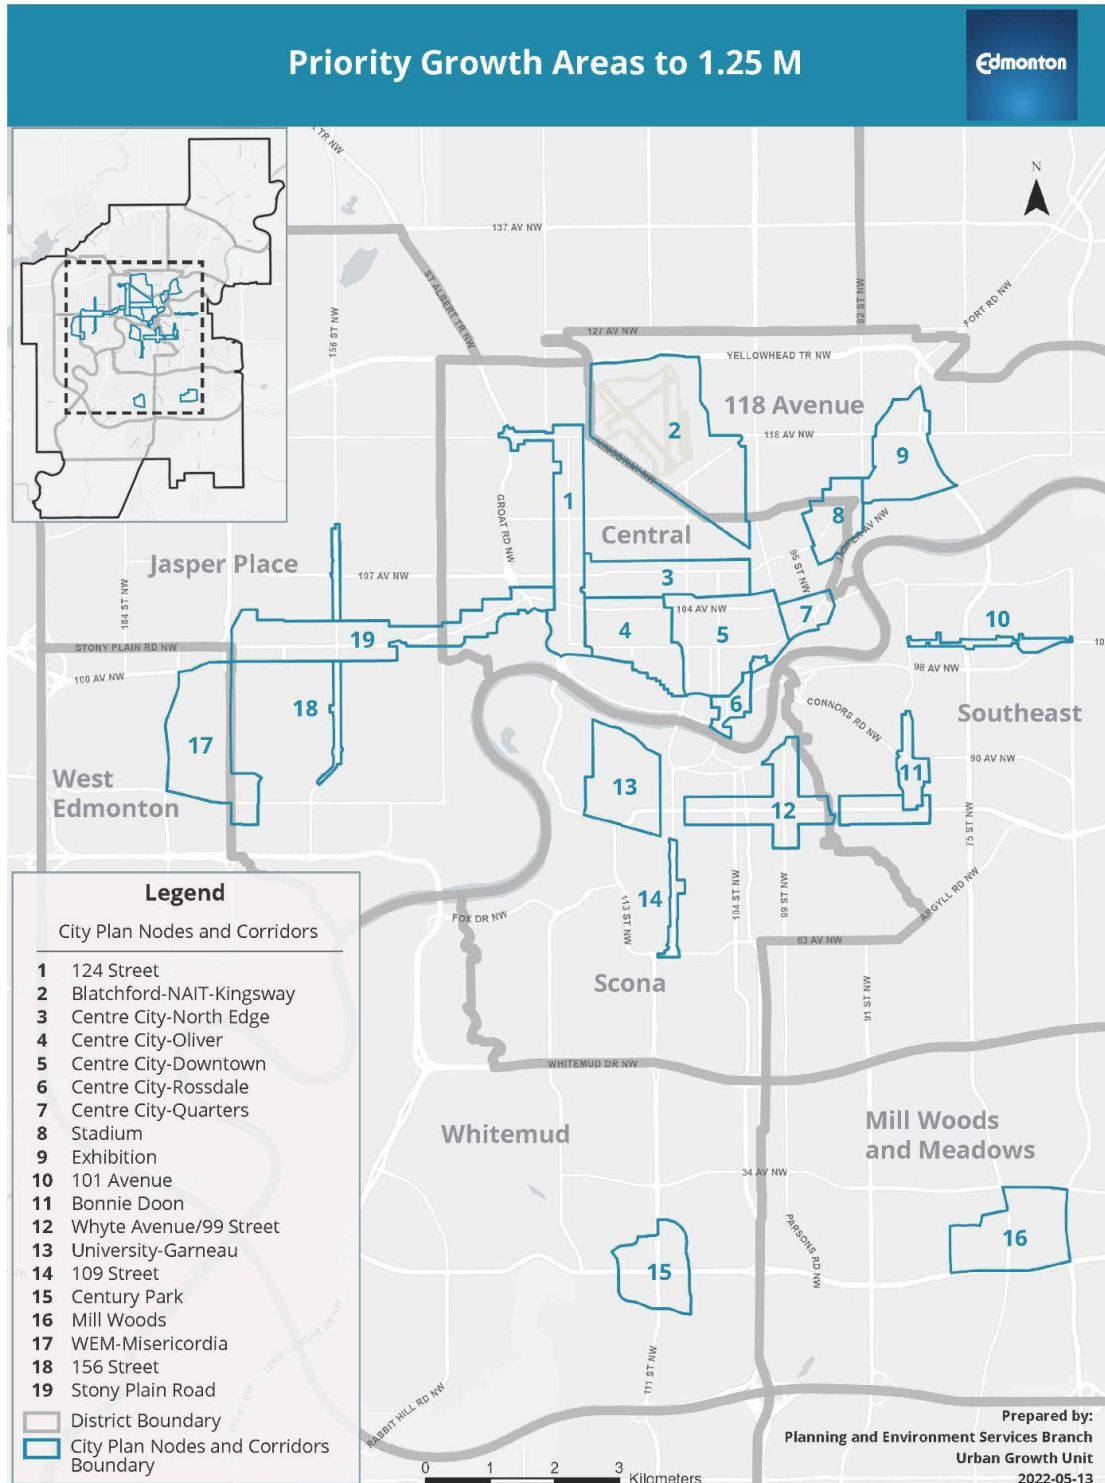 Priority Growth Areas to 1.25 M
Edmonton
N
137 AV NW
ST ALBERT TR NW
156 ST NW
82 ST NW
FORT RD NW
127 AV NW
YELLOWHEAD TR NW
118 Avenue
2
118 AV NW
9
KINGSWAY NW
1
GROAT RD NW
8
Central
JASPER AV NW
Jasper Place
95 ST NW
107 AV NW
3
184 ST NW
104 AV NW
7
10
19
4
5
STONY PLAIN RD NW
98 AV NW
100 AV NW
18
6
CONNORS RD NW
Southeast
17
90 AV NW
11
West
Edmonton
13
12
75 ST NW
14
113 ST NW
104 ST NW
99 ST NW
ARGYLL RD NW
FOX DR NW
63 AV NW
Scona
91 ST NW
WHITEMUD DR NW
Whitemud
Mill Woods
and Meadows
34 AV NW
PARSONS RD NW
16
15
111 ST NW
RABBIT HILL RD NW
Legend
City Plan Nodes and Corridors
1 124 Street
2 Blatchford-NAIT-Kingsway
3 Centre City-North Edge
4 Centre City-Oliver
5 Centre City-Downtown
6 Centre City-Rossdale
7 Centre City-Quarters
8 Stadium
9 Exhibition
10 101 Avenue
11 Bonnie Doon
12 Whyte Avenue/99 Street
13 University-Garneau
14 109 Street
15 Century Park
16 Mill Woods
17 WEM-Misericordia
18 156 Street
19 Stony Plain Road
District Boundary
City Plan Nodes and Corridors
Boundary
0 1 2 3
Kilometers
Prepared by:
Planning and Environment Services Branch
Urban Growth Unit
2022-05-13